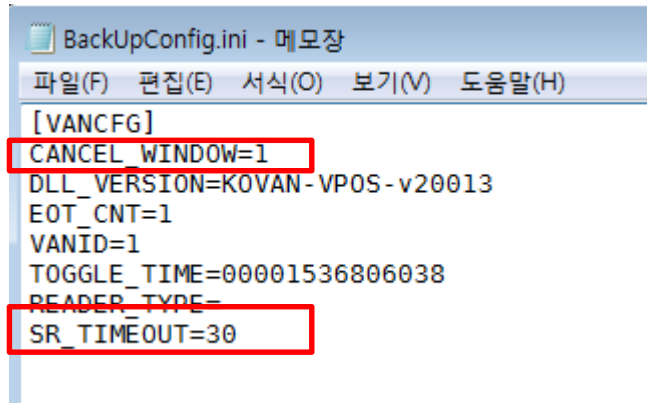 BackUpConfig.ini - 메모장
파일(F) 편집(E) 서식(O) 보기(V) 도움말(H)
[VANCFG]
CANCEL_WINDOW=1
DLL_VERSION=KOVAN-VPOS-v20013
EOT_CNT=1
VANID=1
TOGGLE_TIME=00001536806038
READER_TYPE=
SR_TIMEOUT=30